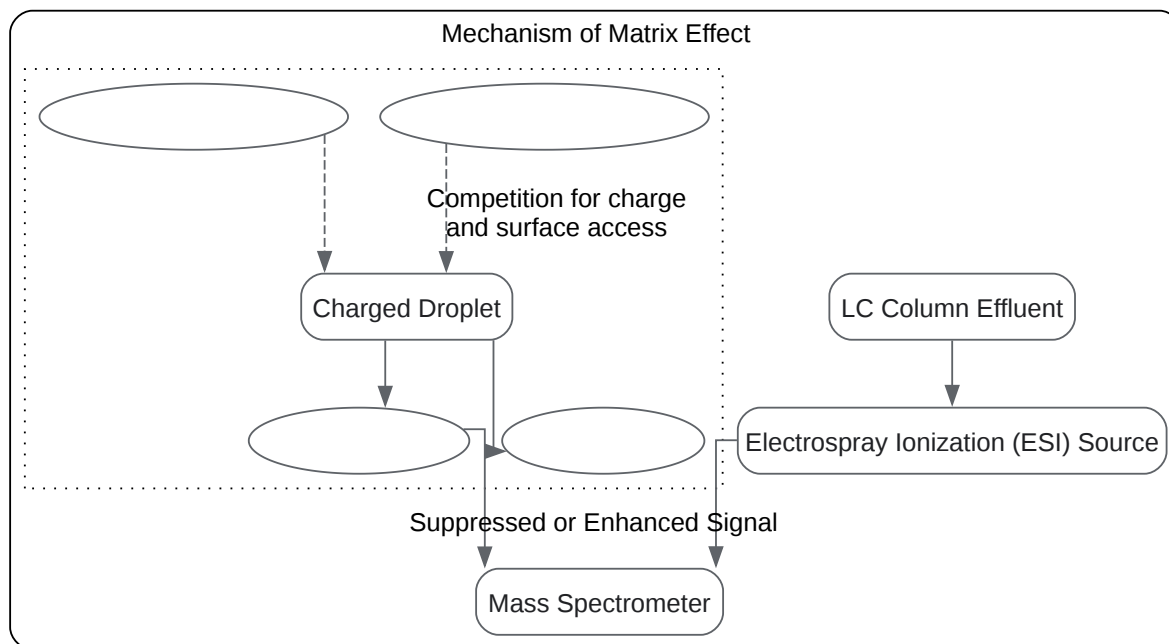 Mechanism of Matrix Effect
Competition for charge
and surface access
Charged Droplet
LC Column Effluent
Electrospray Ionization (ESI) Source
Suppressed or Enhanced Signal
Mass Spectrometer